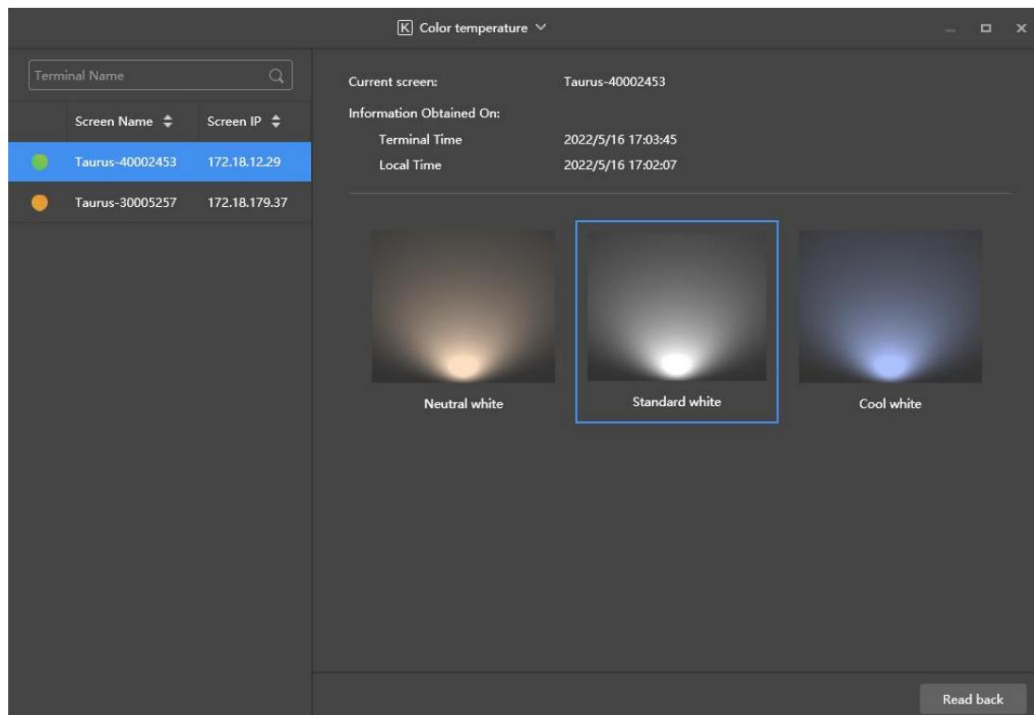 K Color temperature
Terminal Name
Screen Name Screen IP
Taurus-40002453 172.18.12.29
Taurus-30005257 172.18.179.37
Current screen: Taurus-40002453
Information Obtained On:
Terminal Time 2022/5/16 17:03:45
Local Time 2022/5/16 17:02:07
Neutral white Standard white Cool white
Read back